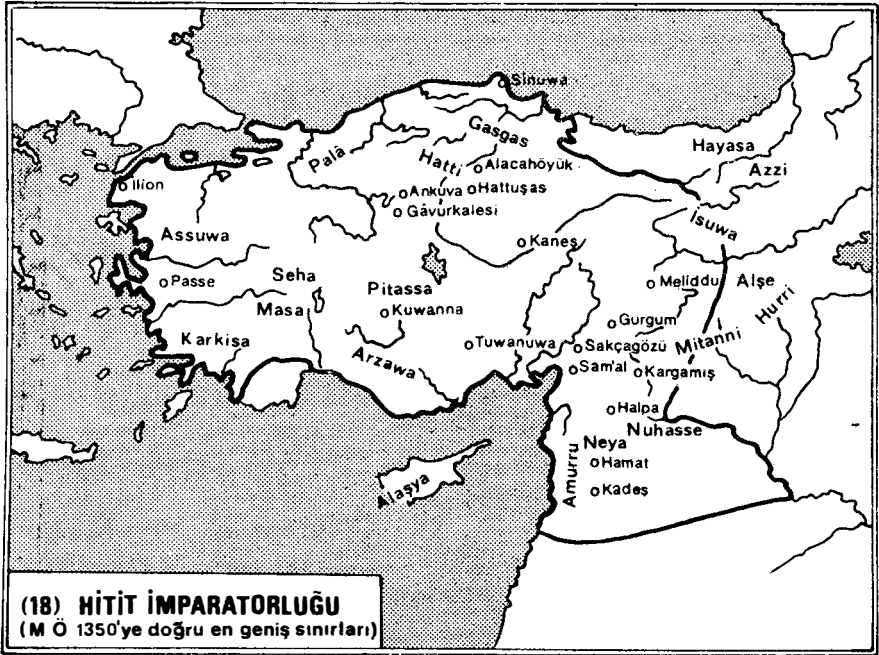 Sinuwa
Gasgas
Palâ
Hatti
Alacahöyük
Hayasa
Azzi
Ankuva
Hattuşas
Gâvurkalesi
İlion
İsuwa
Assuwa
Kaneş
Passe
Seha
Masa
Pitassa
Kuwanna
Meliddu
Alşe
Hurri
Gurgum
Mitanni
Karkisa
Arzawa
Tuwanuwa
Sakçagözü
Sam'al
Kargamış
Halpa
Nuhasse
Neya
Amurru
Hamat
Kadeş
Alaşya
(18) HİTİT İMPARATORLUĞU
(M Ö 1350'ye doğru en geniş sınırları)